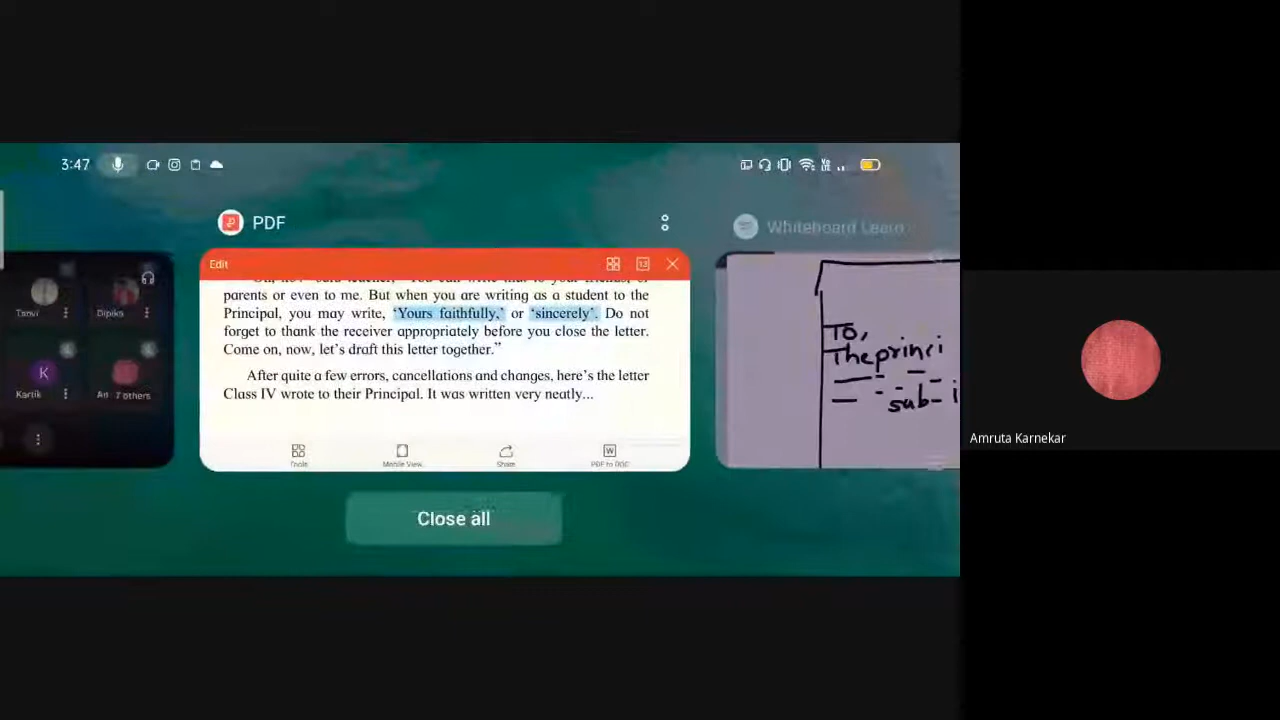 3:47
PDF
Whiteboard Learn
Edit
parents or even to me. But when you are writing as a student to the
Principal, you may write, ‘Yours faithfully,’ or ‘sincerely’. Do not
forget to thank the receiver appropriately before you close the letter.
Come on, now, let’s draft this letter together.”
After quite a few errors, cancellations and changes, here’s the letter
Class IV wrote to their Principal. It was written very neatly...
Tools
Mobile View
Share
PDF to DOC
Tanvi
Dipika
K
Kartik
An
7 others
To,
The princi
sub-
Close all
Amruta Karnekar